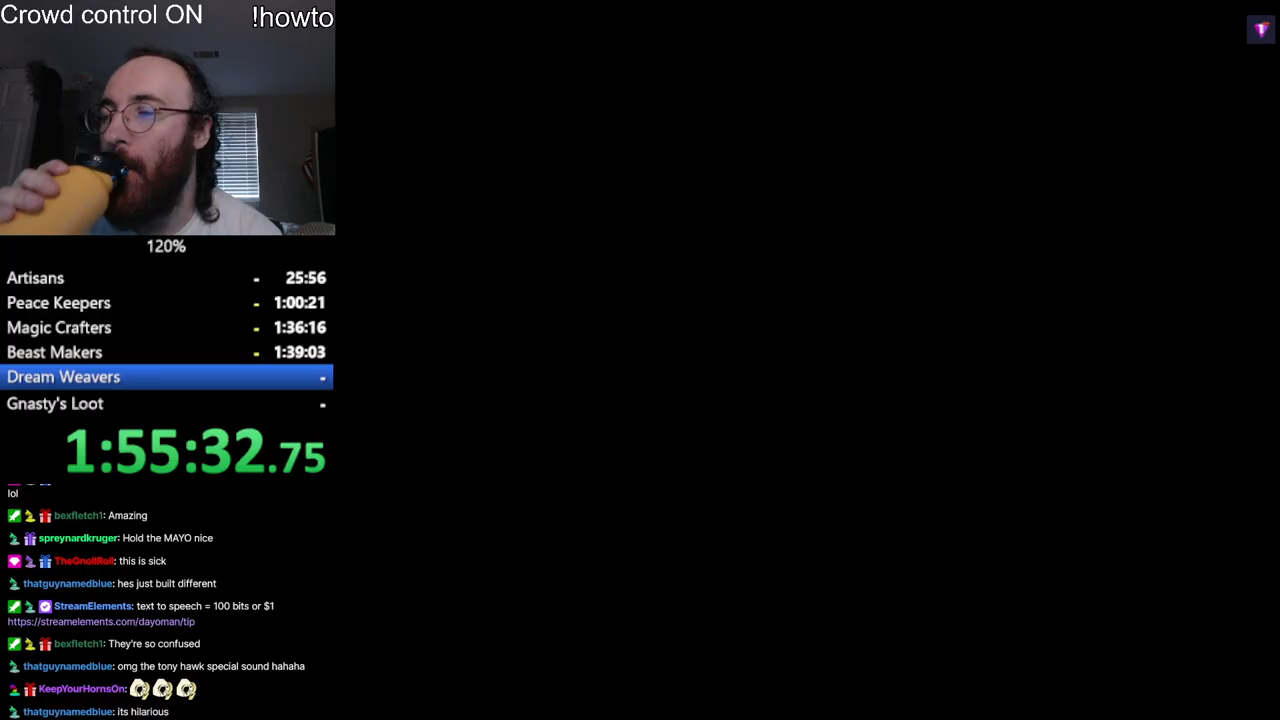 Crowd control ON !howto
120%
Artisans - 25:56
Peace Keepers - 1:00:21
Magic Crafters - 1:36:16
Beast Makers - 1:39:03
Dream Weavers -
Gnasty's Loot -
1:55:32.75
lol
bexfletch1: Amazing
spreynardkruger: Hold the MAYO nice
TheGnollRoll: this is sick
thatguynamedblue: hes just built different
StreamElements: text to speech = 100 bits or $1
https://streamelements.com/dayoman/tip
bexfletch1: They're so confused
thatguynamedblue: omg the tony hawk special sound hahaha
KeepYourHornsOn:
thatguynamedblue: its hilarious